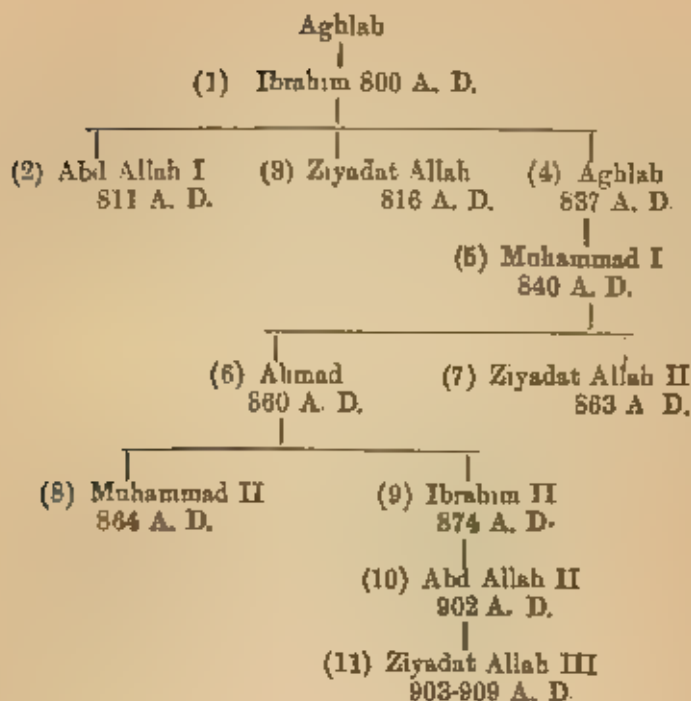 Aghlab
(1) Ibrahim 800 A. D.
(2) Abd Allah I (3) Ziyadat Allah (4) Aghlab
811 A. D. 816 A. D. 837 A. D.
(5) Muhammad I
840 A. D.
(6) Ahmad (7) Ziyadat Allah II
860 A. D. 863 A D.
(8) Muhammad II (9) Ibrahim II
864 A. D. 874 A. D.
(10) Abd Allah II
902 A. D.
(11) Ziyadat Allah III
903-909 A. D.